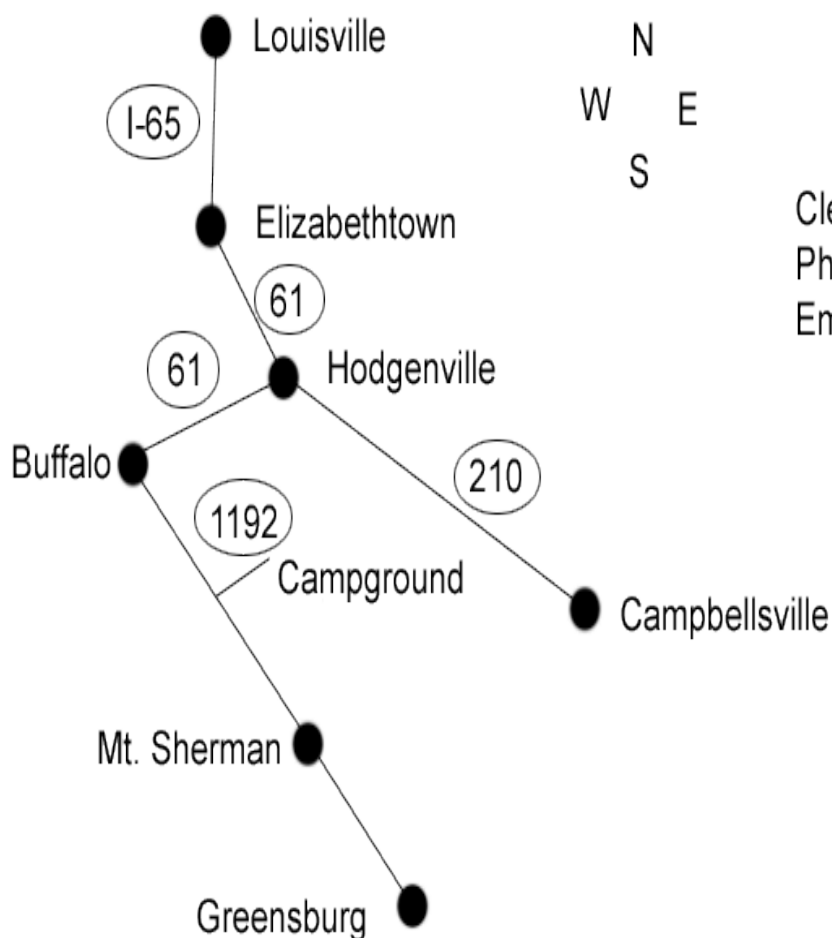 Louisville
N
I-65
W E
S
Elizabethtown
61
61
Hodgenville
Buffalo
210
1192
Campground
Campbellsville
Mt. Sherman
Greensburg